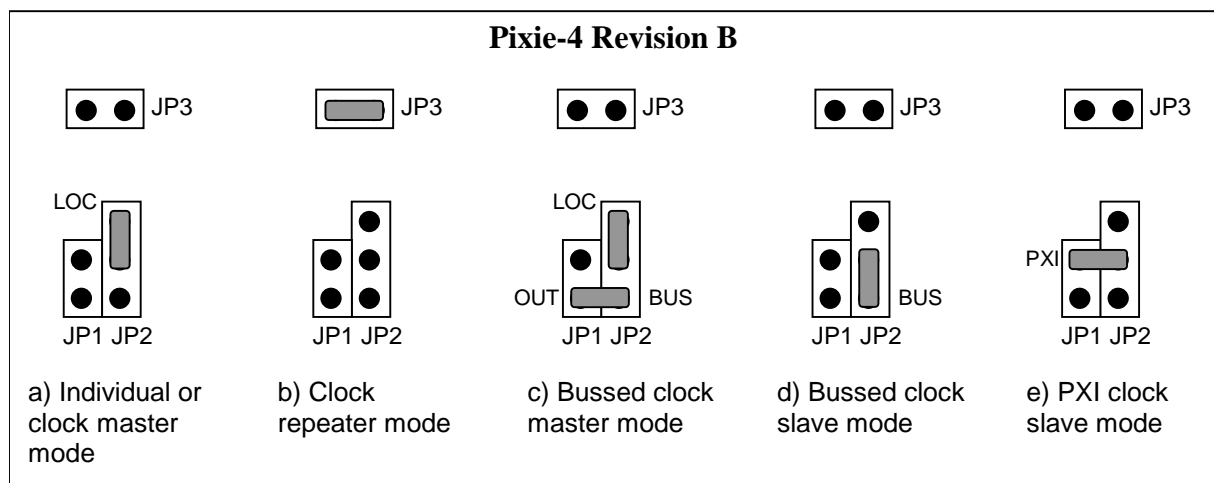 Pixie-4 Revision B
JP3
JP3
JP3
JP3
JP3
LOC
LOC
PXI
OUT
BUS
BUS
JP1 JP2
JP1 JP2
JP1 JP2
JP1 JP2
JP1 JP2
a) Individual or
clock master
mode
b) Clock
repeater mode
c) Bussed clock
master mode
d) Bussed clock
slave mode
e) PXI clock
slave mode